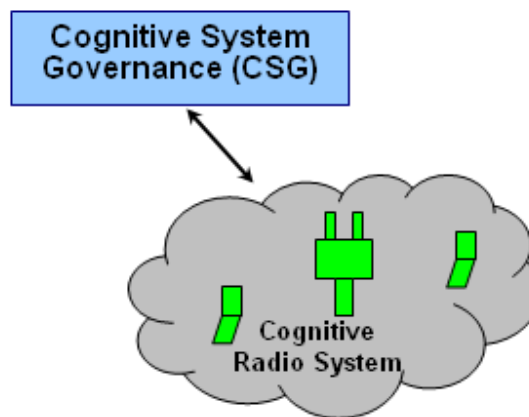 Cognitive System
Governance (CSG)
Cognitive
Radio System